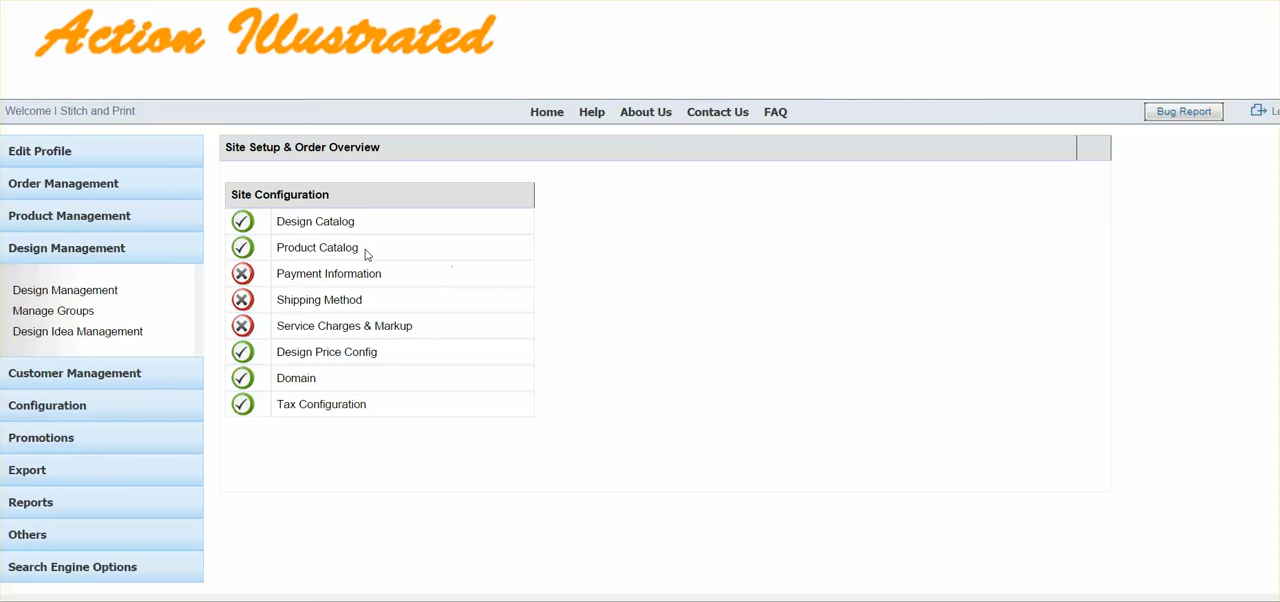 Action Illustrated
Welcome ! Stitch and Print
Home Help About Us Contact Us FAQ
Bug Report
Edit Profile
Order Management
Product Management
Design Management
Design Management
Manage Groups
Design Idea Management
Customer Management
Configuration
Promotions
Export
Reports
Others
Search Engine Options
Site Setup & Order Overview
Site Configuration
Design Catalog
Product Catalog
Payment Information
Shipping Method
Service Charges & Markup
Design Price Config
Domain
Tax Configuration